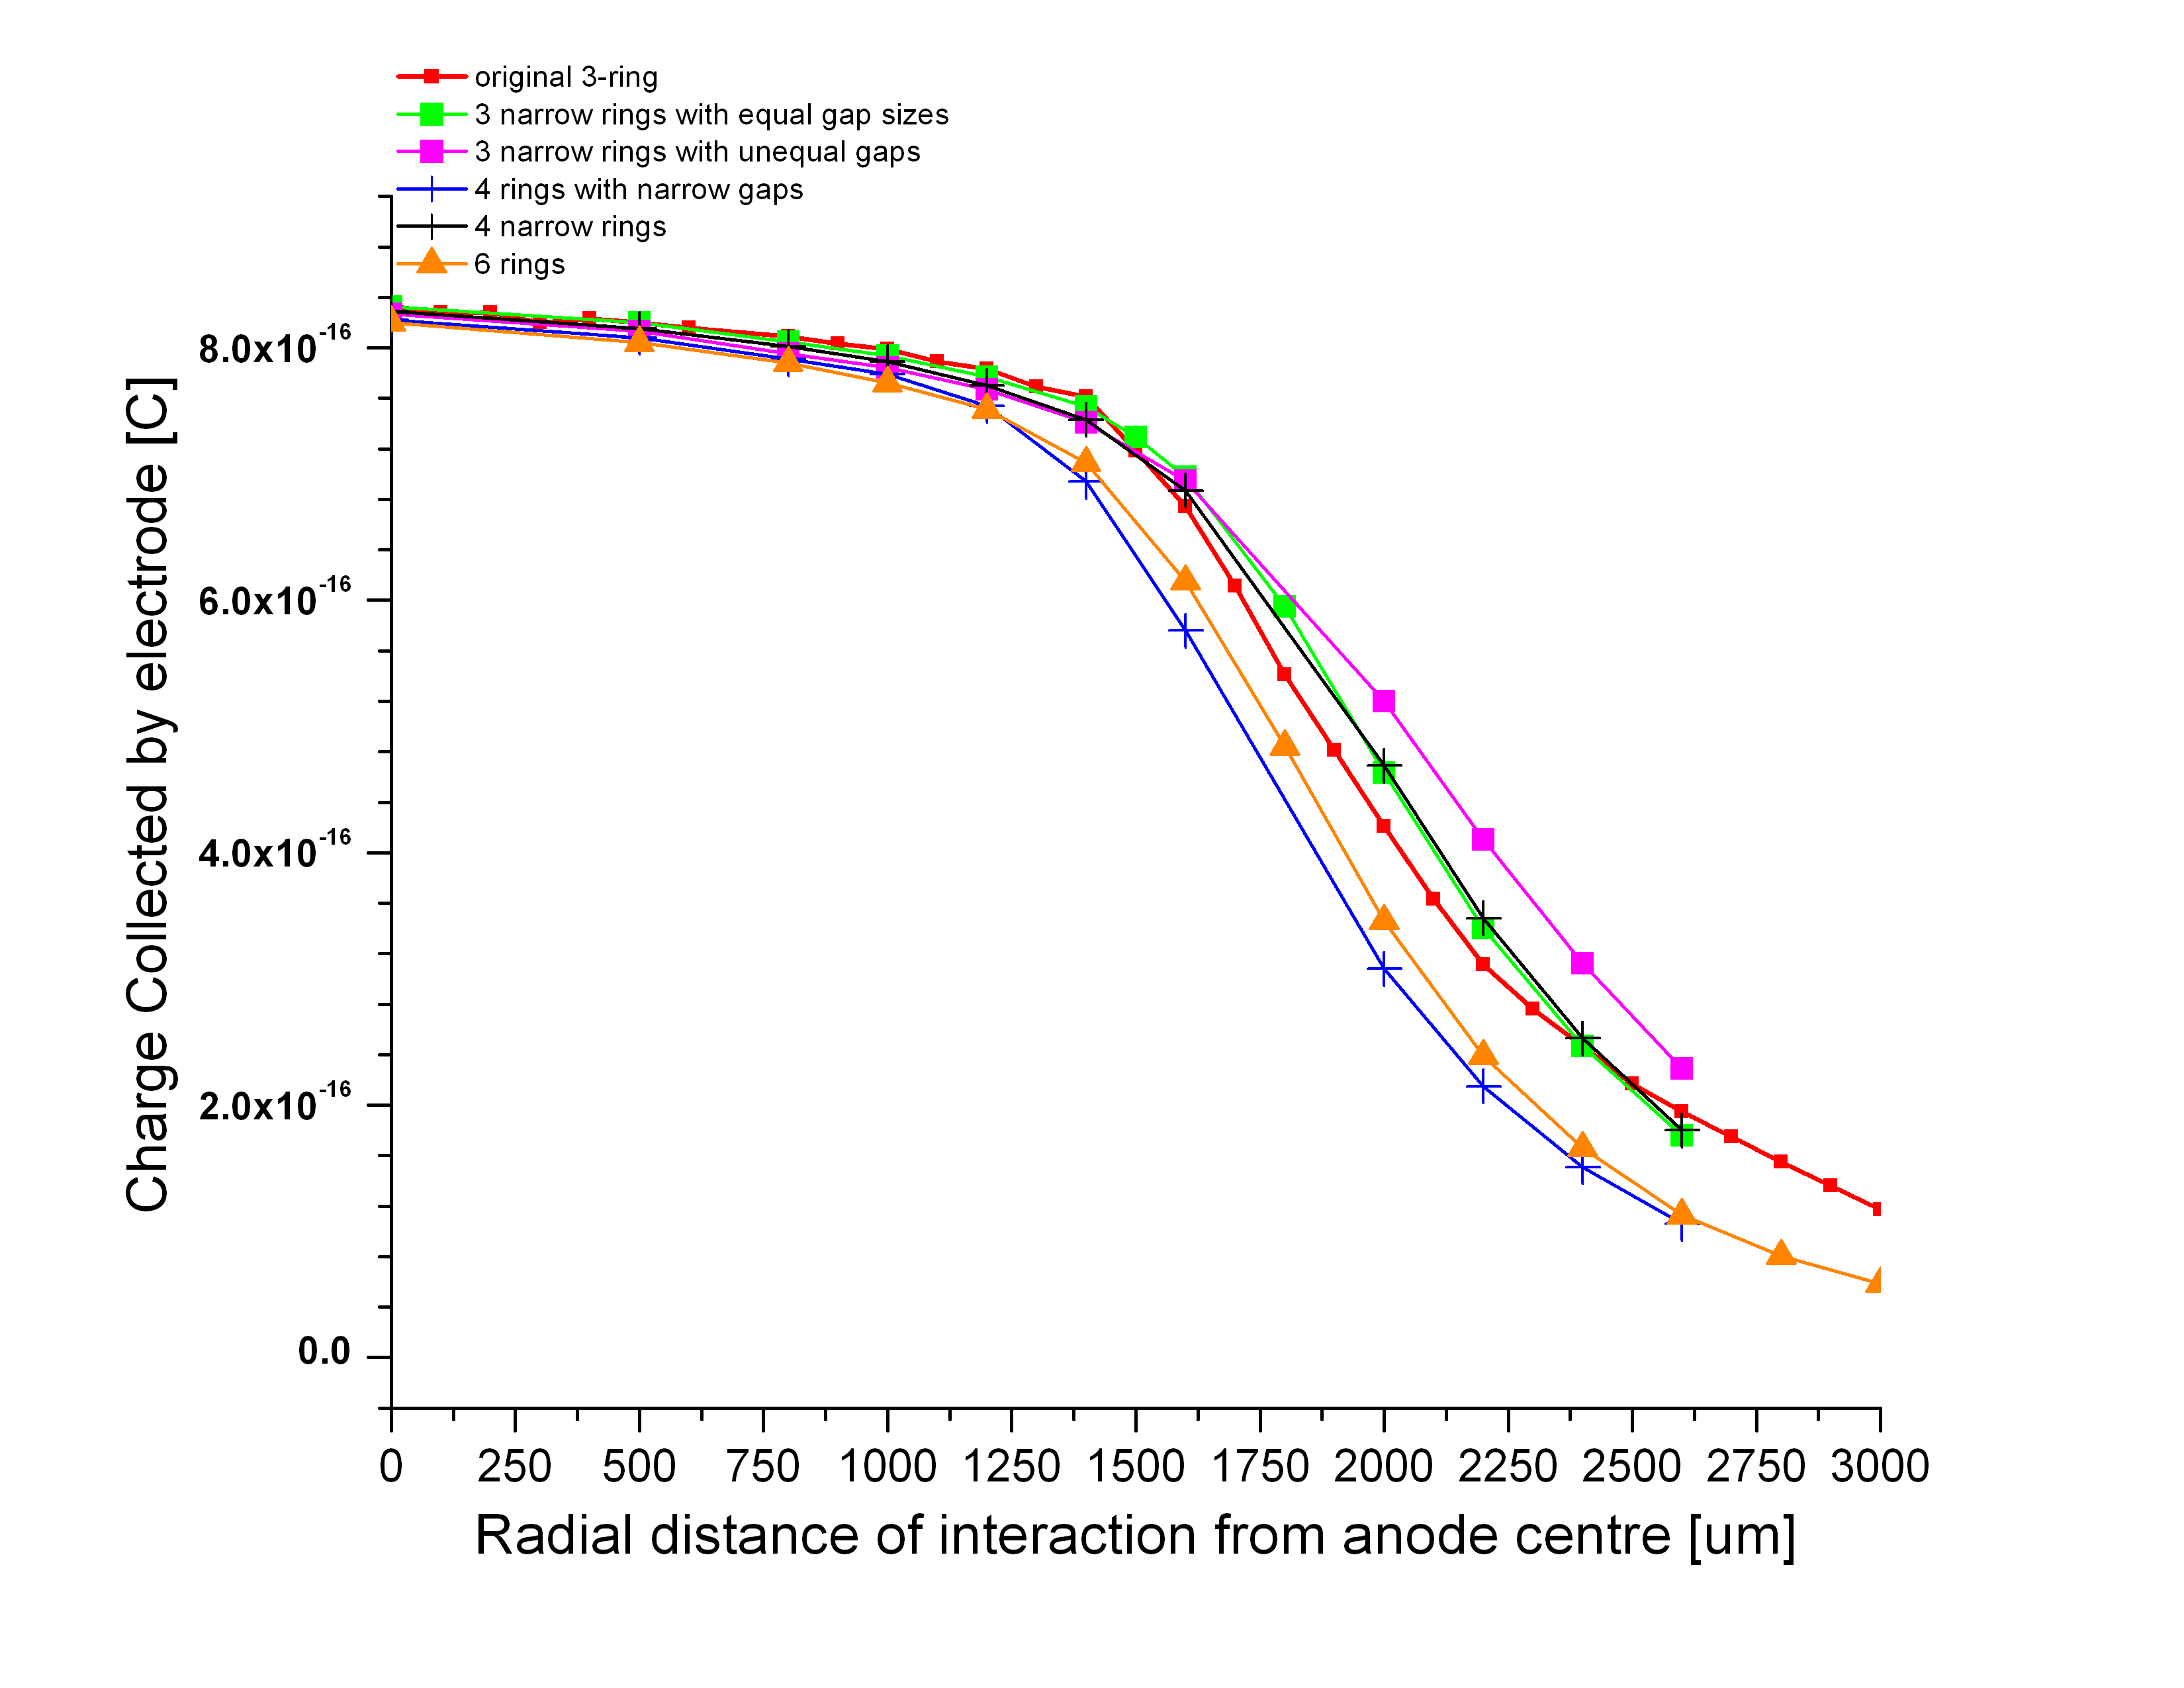 original 3-ring
3 narrow rings with equal gap sizes
3 narrow rings with unequal gaps
4 rings with narrow gaps
4 narrow rings
6 rings
Charge Collected by electrode [C]
8.0x10-16
6.0x10-16
4.0x10-16
2.0x10-16
0.0
0 250 500 750 1000 1250 1500 1750 2000 2250 2500 2750 3000
Radial distance of interaction from anode centre [um]